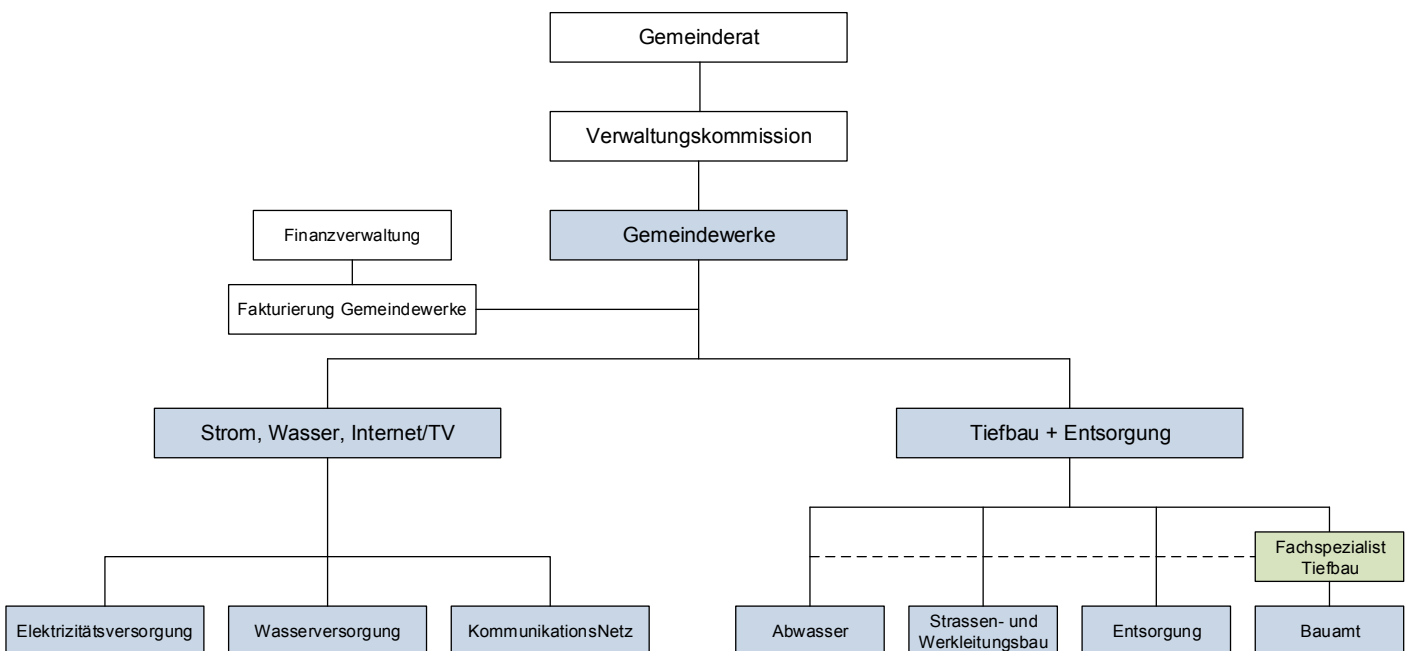 Gemeinderat
Verwaltungskommission
Finanzverwaltung
Gemeindewerke
Fakturierung Gemeindewerke
Strom, Wasser, Internet/TV
Tiefbau + Entsorgung
Fachspezialist
Tiefbau
Elektrizitätsversorgung
Wasserversorgung
KommunikationsNetz
Abwasser
Strassen- und
Werkleitungsbau
Entsorgung
Bauamt